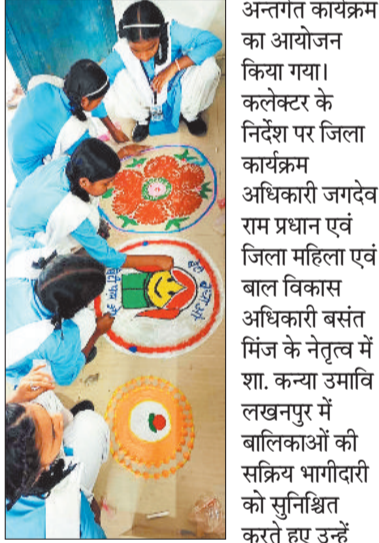 अन्तर्गत कार्यक्रम
का आयोजन
किया गया।
कलेक्टर के
निर्देश पर जिला
कार्यक्रम
अधिकारी जगदेव
राम प्रधान एवं
जिला महिला एवं
बाल विकास
अधिकारी बसंत
मिंज के नेतृत्व में
शा. कन्या उमावि
लखनपुर में
बालिकाओं की
सक्रिय भागीदारी
को सुनिश्चित
करते हुए उन्हें